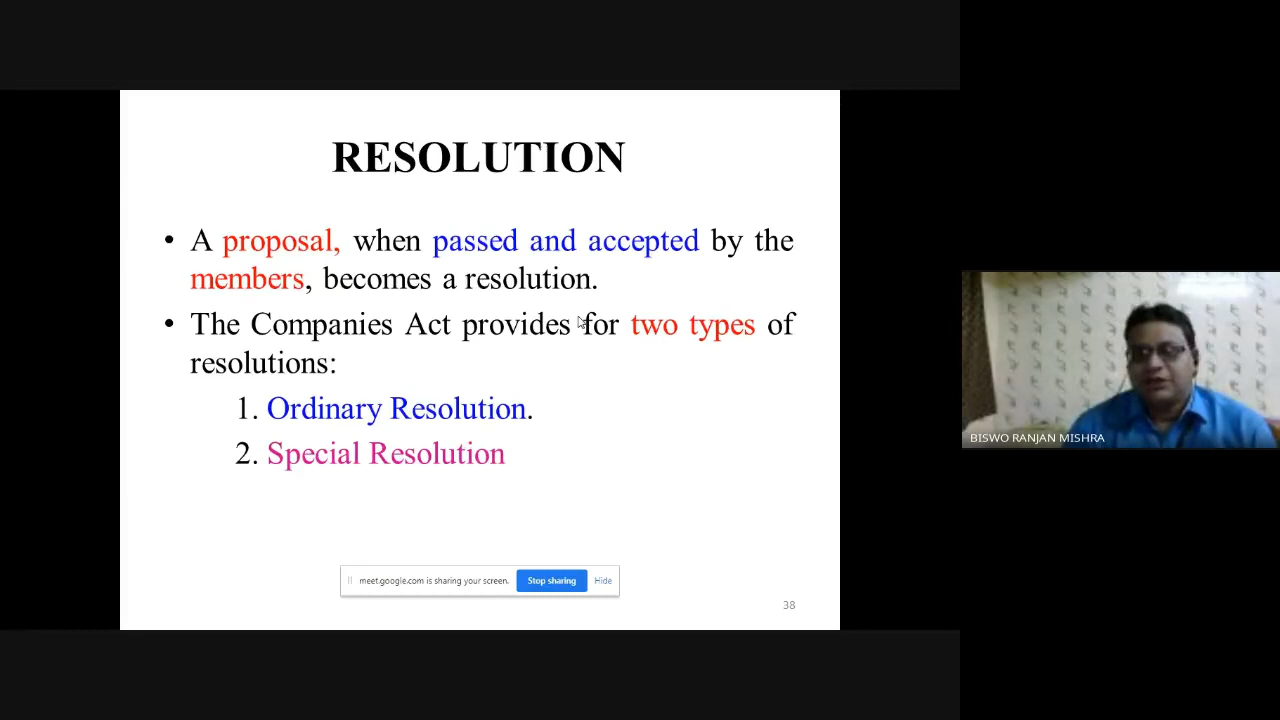 RESOLUTION
• A proposal, when passed and accepted by the
members, becomes a resolution.
• The Companies Act provides for two types of
resolutions:
1. Ordinary Resolution.
2. Special Resolution
meet.google.com is sharing your screen. Stop sharing Hide
38
BISWO RANJAN MISHRA